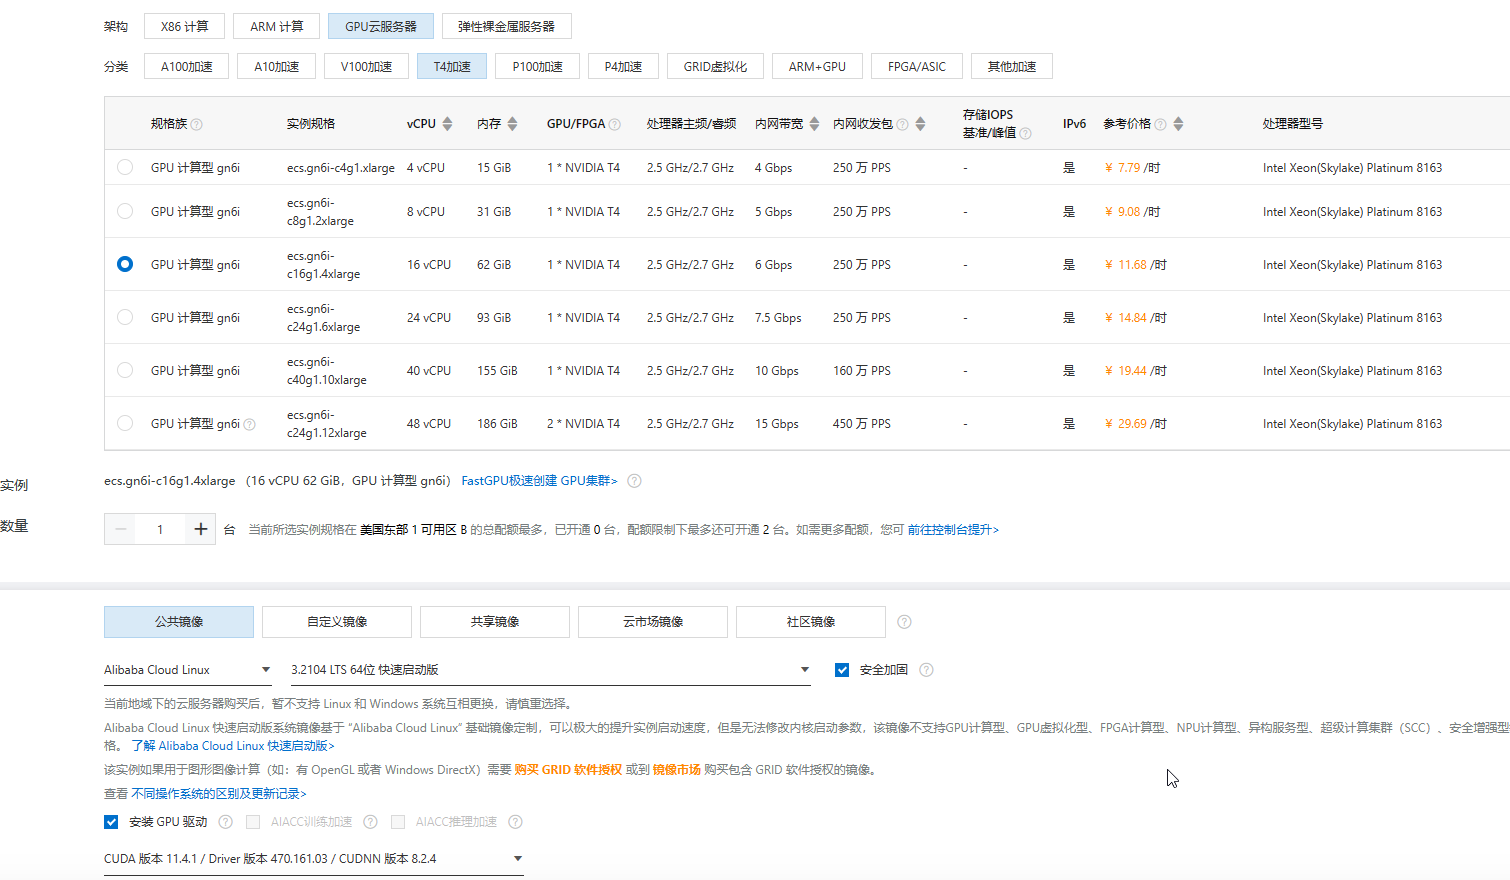 架构 X86 计算 ARM 计算 GPU云服务器 弹性裸金属服务器
分类 A100加速 A10加速 V100加速 T4加速 P100加速 P4加速 GRID虚拟化 ARM+GPU FPGA/ASIC 其他加速
规格族 实例规格 vCPU 内存 GPU/FPGA 处理器主频/睿频 内网带宽 内网收发包 存储IOPS 基准/峰值 IPv6 参考价格 处理器型号
GPU 计算型 gn6i ecs.gn6i-c4g1.xlarge 4 vCPU 15 GiB 1 * NVIDIA T4 2.5 GHz/2.7 GHz 4 Gbps 250 万 PPS - 是 ¥ 7.79 /时 Intel Xeon(Skylake) Platinum 8163
GPU 计算型 gn6i ecs.gn6i-c8g1.2xlarge 8 vCPU 31 GiB 1 * NVIDIA T4 2.5 GHz/2.7 GHz 5 Gbps 250 万 PPS - 是 ¥ 9.08 /时 Intel Xeon(Skylake) Platinum 8163
GPU 计算型 gn6i ecs.gn6i-c16g1.4xlarge 16 vCPU 62 GiB 1 * NVIDIA T4 2.5 GHz/2.7 GHz 6 Gbps 250 万 PPS - 是 ¥ 11.68 /时 Intel Xeon(Skylake) Platinum 8163
GPU 计算型 gn6i ecs.gn6i-c24g1.6xlarge 24 vCPU 93 GiB 1 * NVIDIA T4 2.5 GHz/2.7 GHz 7.5 Gbps 250 万 PPS - 是 ¥ 14.84 /时 Intel Xeon(Skylake) Platinum 8163
GPU 计算型 gn6i ecs.gn6i-c40g1.10xlarge 40 vCPU 155 GiB 1 * NVIDIA T4 2.5 GHz/2.7 GHz 10 Gbps 160 万 PPS - 是 ¥ 19.44 /时 Intel Xeon(Skylake) Platinum 8163
GPU 计算型 gn6i ecs.gn6i-c24g1.12xlarge 48 vCPU 186 GiB 2 * NVIDIA T4 2.5 GHz/2.7 GHz 15 Gbps 450 万 PPS - 是 ¥ 29.69 /时 Intel Xeon(Skylake) Platinum 8163
实例 ecs.gn6i-c16g1.4xlarge （16 vCPU 62 GiB，GPU 计算型 gn6i） FastGPU极速创建 GPU集群>
数量 1 台 当前所选实例规格在 美国东部 1 可用区 B 的总配额最多，已开通 0 台，配额限制下最多还可开通 2 台。如需更多配额，您可 前往控制台提升>
公共镜像 自定义镜像 共享镜像 云市场镜像 社区镜像
Alibaba Cloud Linux 3.2104 LTS 64位 快速启动版 安全加固
当前地域下的云服务器购买后，暂不支持 Linux 和 Windows 系统互相更换，请慎重选择。
Alibaba Cloud Linux 快速启动版系统镜像基于 “Alibaba Cloud Linux” 基础镜像定制，可以极大的提升实例启动速度，但是无法修改内核启动参数，该镜像不支持GPU计算型、GPU虚拟化型、FPGA计算型、NPU计算型、异构服务型、超级计算集群（SCC）、安全增强型
格。 了解 Alibaba Cloud Linux 快速启动版>
该实例如果用于图形图像计算（如：有 OpenGL 或者 Windows DirectX）需要 购买 GRID 软件授权 或到 镜像市场 购买包含 GRID 软件授权的镜像。
查看 不同操作系统的区别及更新记录>
安装 GPU 驱动 AIACC训练加速 AIACC推理加速
CUDA 版本 11.4.1 / Driver 版本 470.161.03 / CUDNN 版本 8.2.4